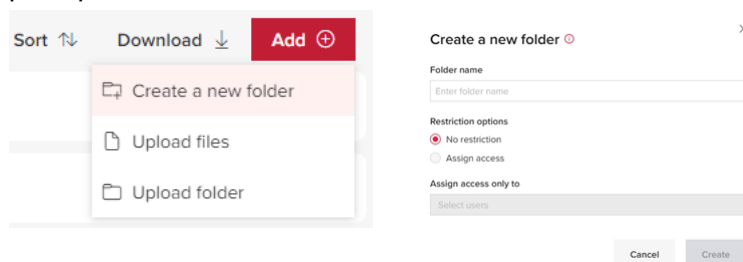 Sort
Download
Add
Create a new folder
Upload files
Upload folder
Create a new folder
Folder name
Enter folder name
Restriction options
No restriction
Assign access
Assign access only to
Select users
Cancel
Create